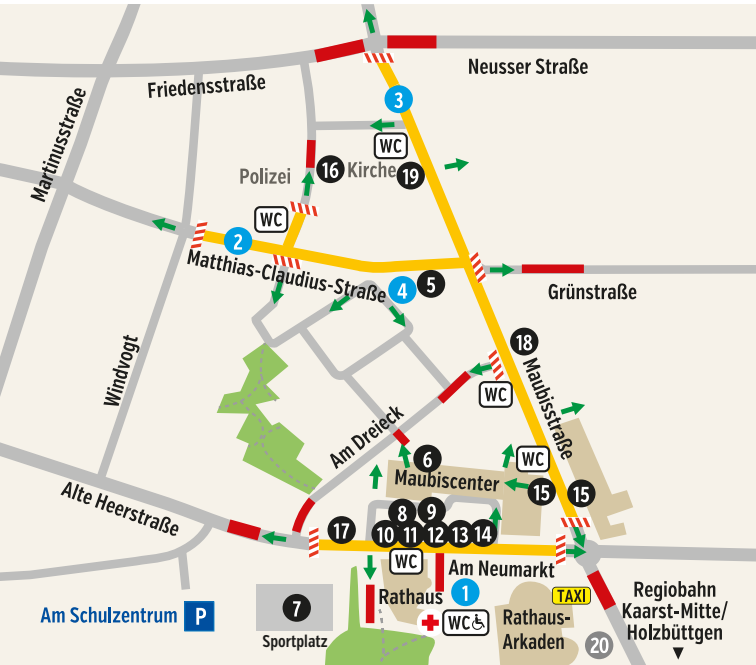 Neusser Straße
Friedensstraße
3
Martinusstraße
WC
16
Kirche
19
Polizei
WC
2
Matthias-Claudius-Straße
4
5
Grünstraße
18
Maubisstraße
Windvogt
WC
Am Dreieck
6
WC
Maubiscenter
15
15
Alte Heerstraße
8
9
17
10
11
12
13
14
WC
Am Neumarkt
Rathaus
1
TAXI
Am Schulzentrum P
7
Sportplatz
WC
Rathaus-
Arkaden
20
Regiobahn
Kaarst-Mitte/
Holzbüttgen